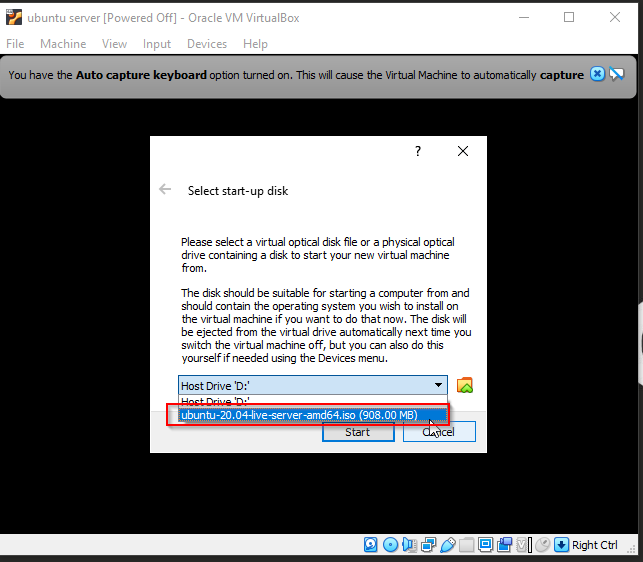 ubuntu server [Powered Off] - Oracle VM VirtualBox
File Machine View Input Devices Help
You have the Auto capture keyboard option turned on. This will cause the Virtual Machine to automatically capture
?
Select start-up disk
Please select a virtual optical disk file or a physical optical
drive containing a disk to start your new virtual machine
from.
The disk should be suitable for starting a computer from and
should contain the operating system you wish to install on
the virtual machine if you want to do that now. The disk will
be ejected from the virtual drive automatically next time you
switch the virtual machine off, but you can also do this
yourself if needed using the Devices menu.
Host Drive 'D:'
Host Drive 'D:'
ubuntu-20.04-live-server-amd64.iso (908.00 MB)
Start Cancel
Right Ctrl